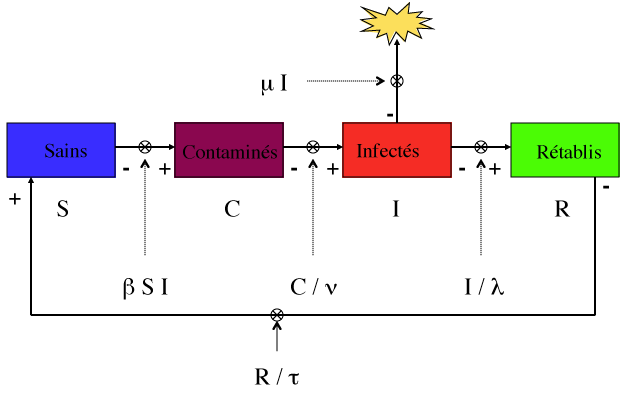 μ I
-
Sains
Contaminés
Infectés
Rétablis
+
-
+
-
+
-
+
-
S
C
I
R
β S I
C / ν
I / λ
R / τ